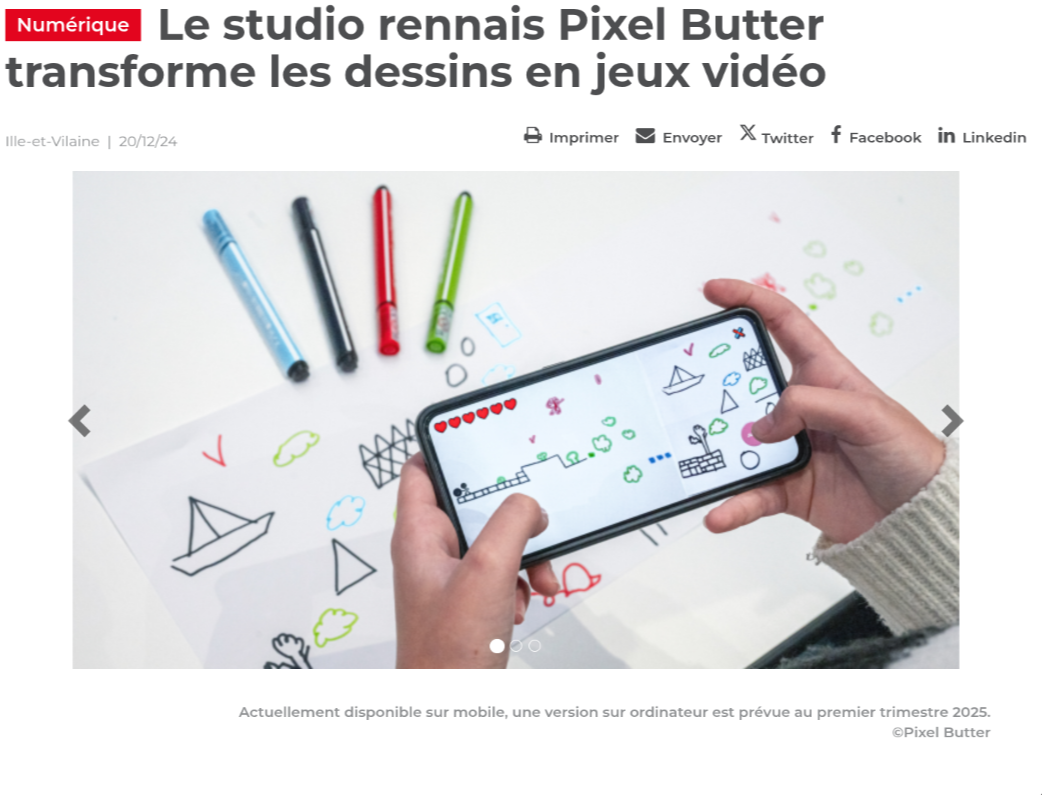 Numérique Le studio rennais Pixel Butter
transforme les dessins en jeux vidéo
Ille-et-Vilaine | 20/12/24
Imprimer Envoyer Twitter Facebook Linkedin
Actuellement disponible sur mobile, une version sur ordinateur est prévue au premier trimestre 2025.
©Pixel Butter